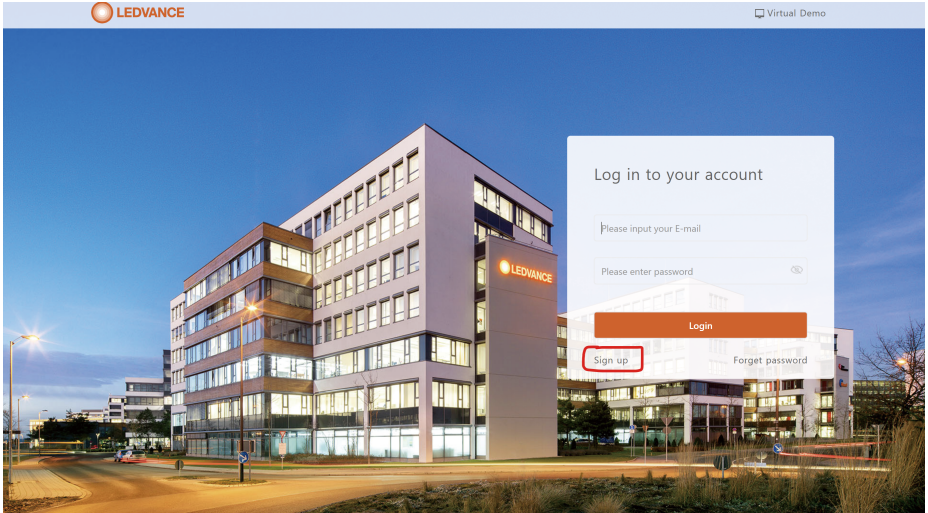 LEDVANCE
Virtual Demo
Log in to your account
Please input your E-mail
LEDVANCE
Please enter password
Login
Sign up
Forget password